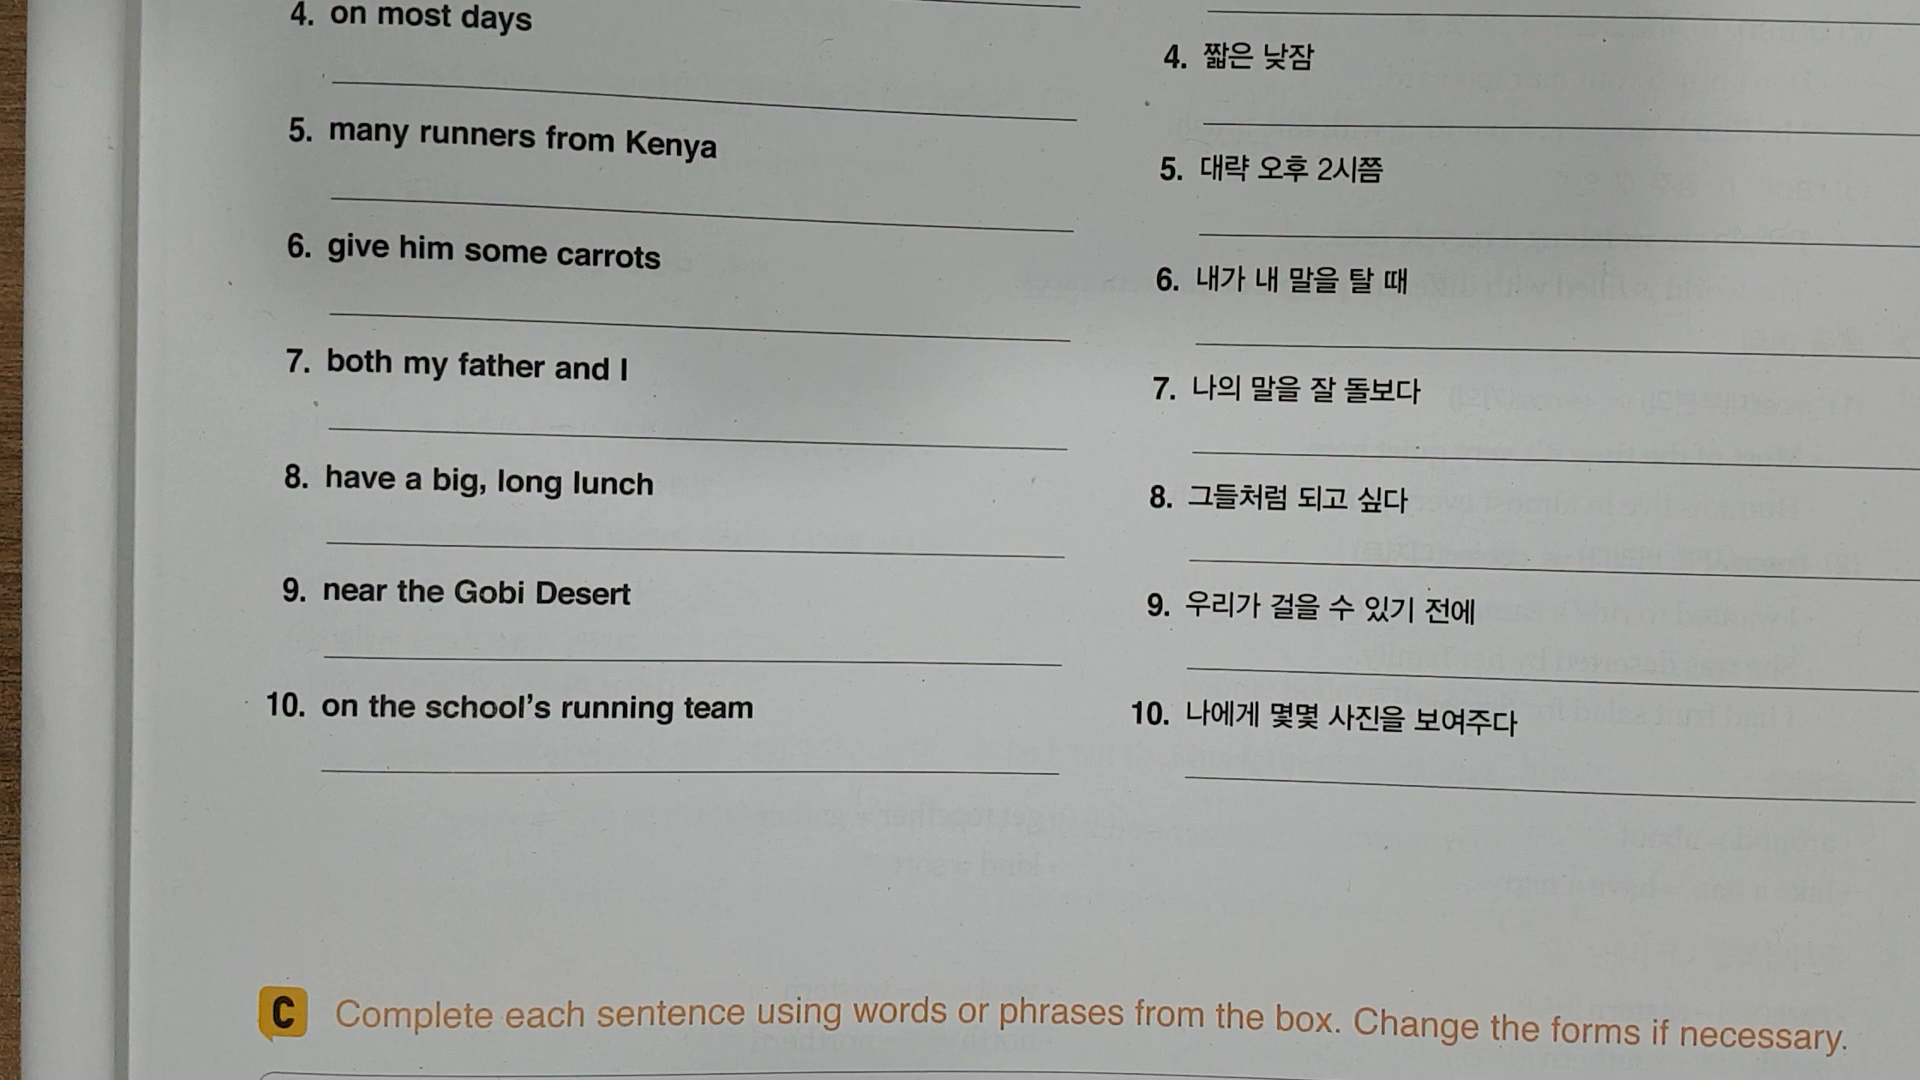 4. on most days
5. many runners from Kenya
6. give him some carrots
7. both my father and I
8. have a big, long lunch
9. near the Gobi Desert
10. on the school's running team
4. 짧은 낮잠
5. 대략 오후 2시쯤
6. 내가 내 말을 탈 때
7. 나의 말을 잘 돌보다
8. 그들처럼 되고 싶다
9. 우리가 걸을 수 있기 전에
10. 나에게 몇몇 사진을 보여주다
C Complete each sentence using words or phrases from the box. Change the forms if necessary.